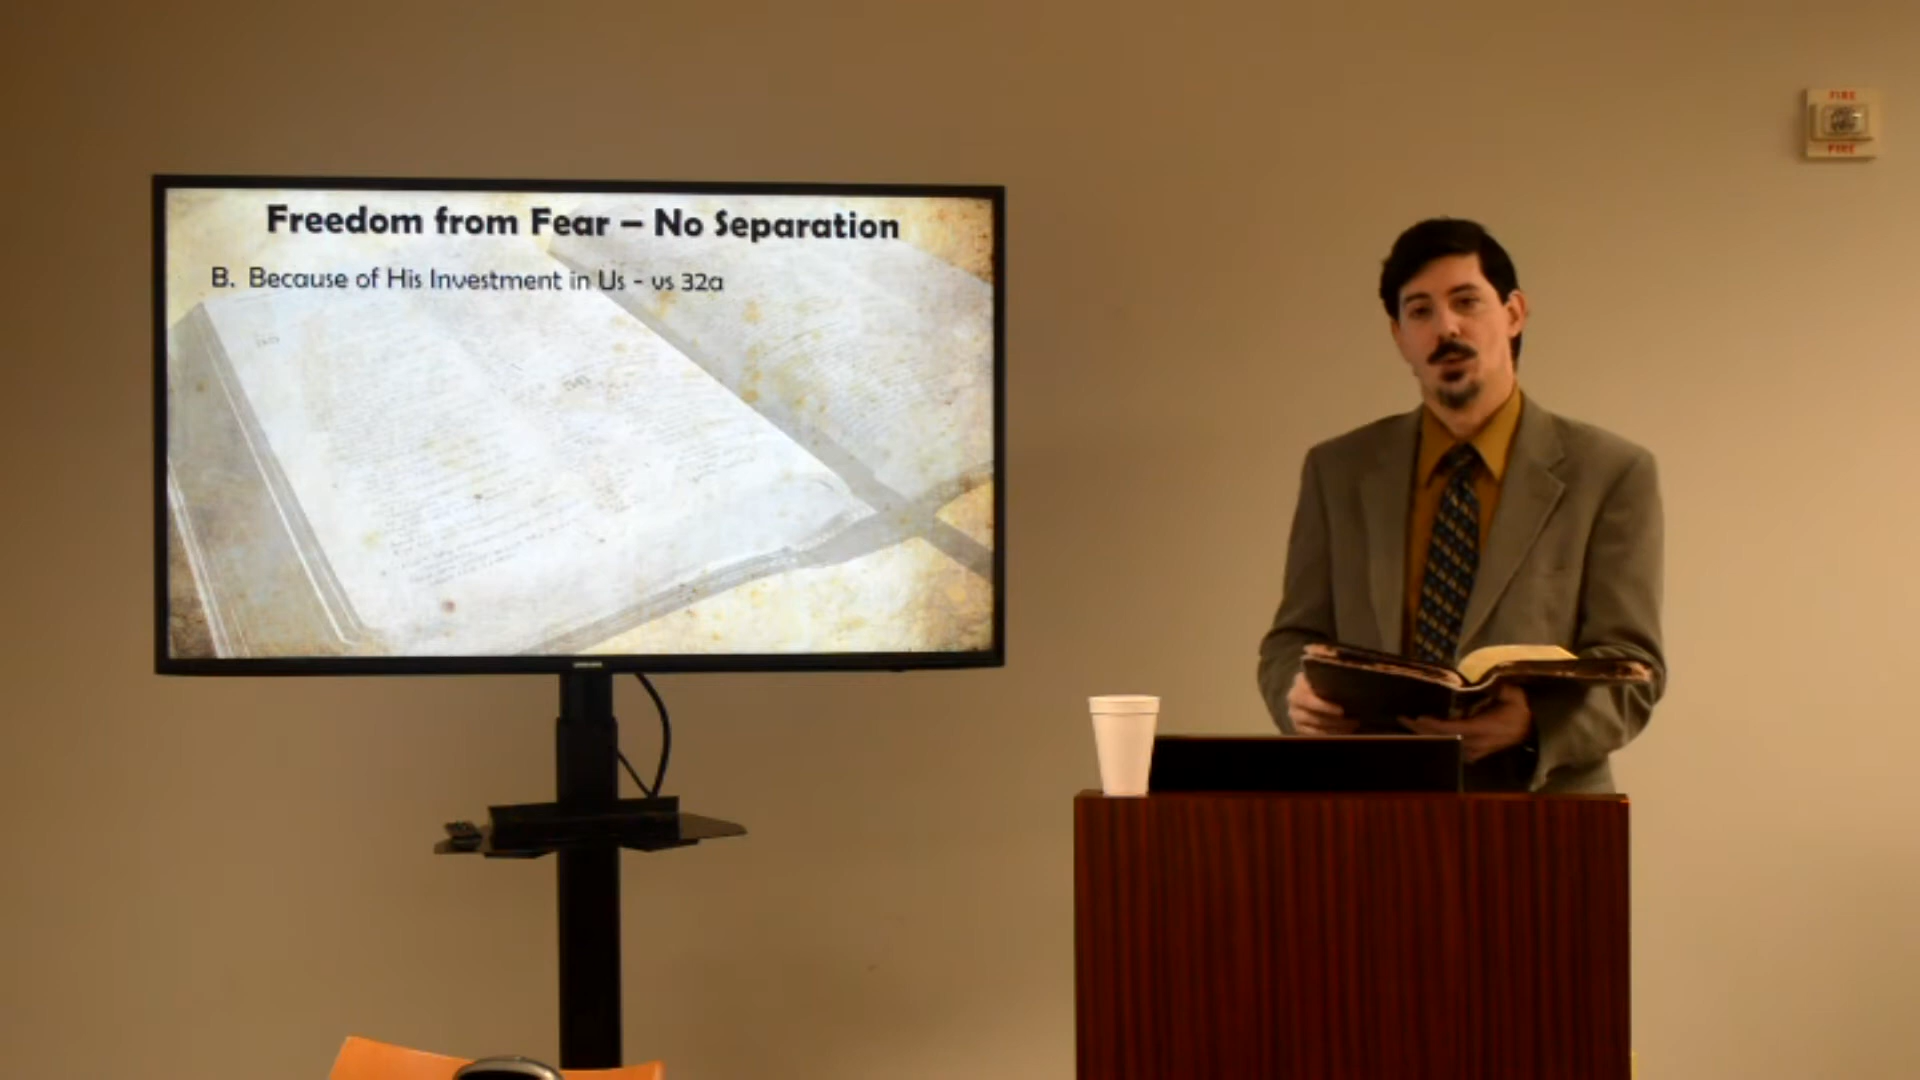 Freedom from Fear – No Separation
B. Because of His Investment in Us - vs 32a
FIRE
FIRE